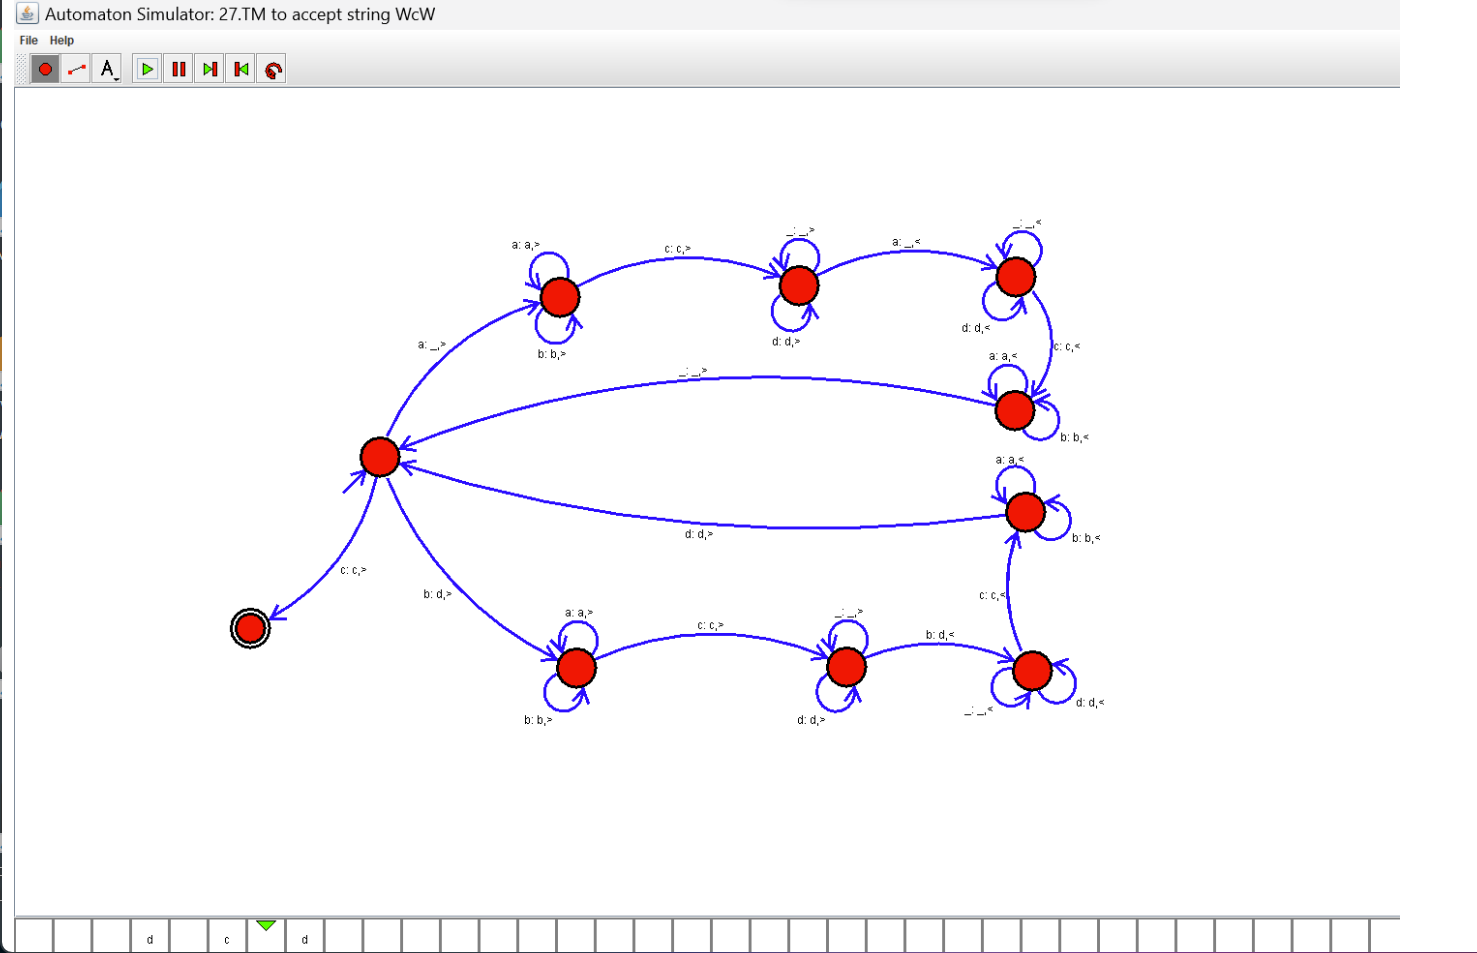 Automaton Simulator: 27.TM to accept string WcW
File Help
A
_: _,<
a: a,>
c: c,>
_: _,>
a: _,<
d: d,<
a: _,>
b: b,>
d: d,>
c: c,<
a: a,<
_: _,>
b: b,<
a: a,<
d: d,>
b: b,<
c: c,>
b: d,>
c: c,<
a: a,>
c: c,>
_: _,>
b: d,<
b: b,>
d: d,>
_: _,<
d: d,<
d c d